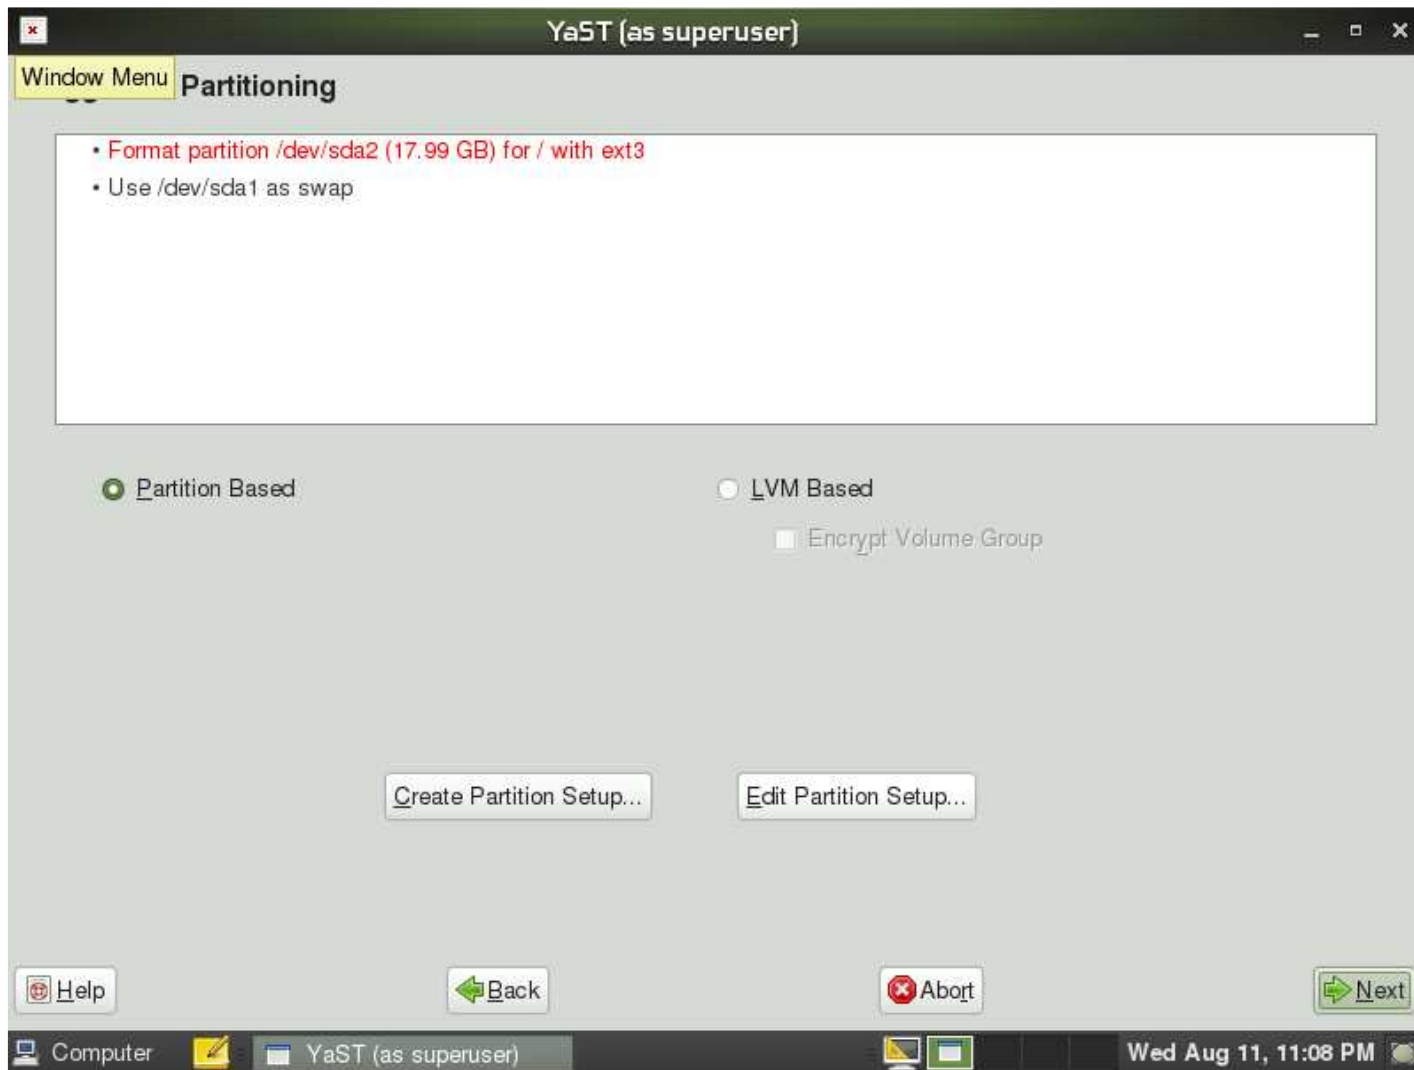 YaST (as superuser)
Window Menu
Partitioning
• Format partition /dev/sda2 (17.99 GB) for / with ext3
• Use /dev/sda1 as swap
Partition Based
LVM Based
Encrypt Volume Group
Create Partition Setup...
Edit Partition Setup...
Help
Back
Abort
Next
Computer
YaST (as superuser)
Wed Aug 11, 11:08 PM